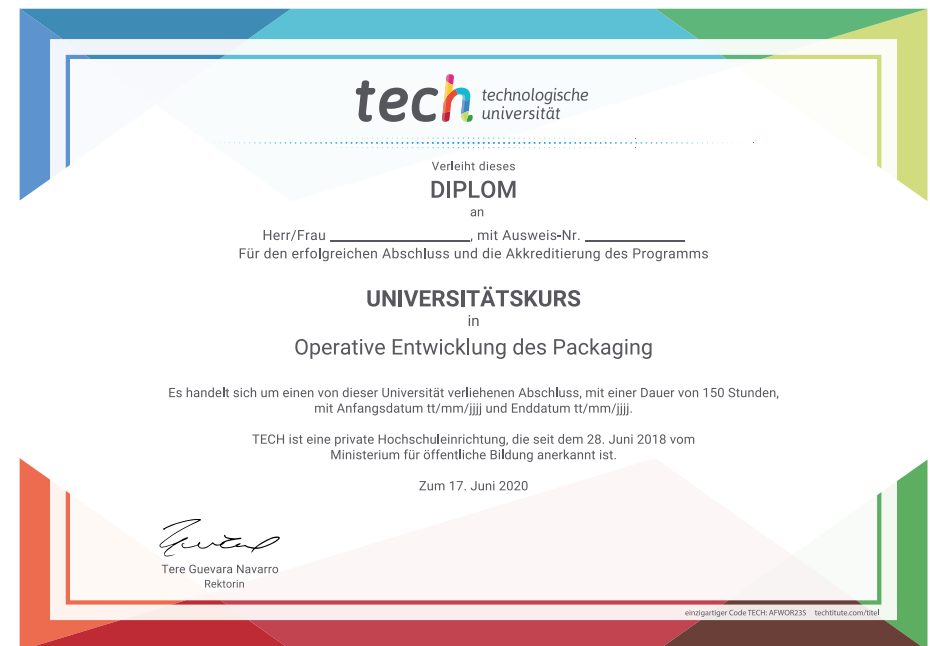 tech technologische
universität
Verleiht dieses
DIPLOM
an
Herr/Frau ____________, mit Ausweis-Nr. ____________
Für den erfolgreichen Abschluss und die Akkreditierung des Programms
UNIVERSITÄTSKURS
in
Operative Entwicklung des Packaging
Es handelt sich um einen von dieser Universität verliehenen Abschluss, mit einer Dauer von 150 Stunden,
mit Anfangsdatum tt/mm/jjjj und Enddatum tt/mm/jjjj.
TECH ist eine private Hochschuleinrichtung, die seit dem 28. Juni 2018 vom
Ministerium für öffentliche Bildung anerkannt ist.
Zum 17. Juni 2020
Tere Guevara Navarro
Rektorin
einzigartiger Code TECH: AFWOR23S techtitute.com/titel